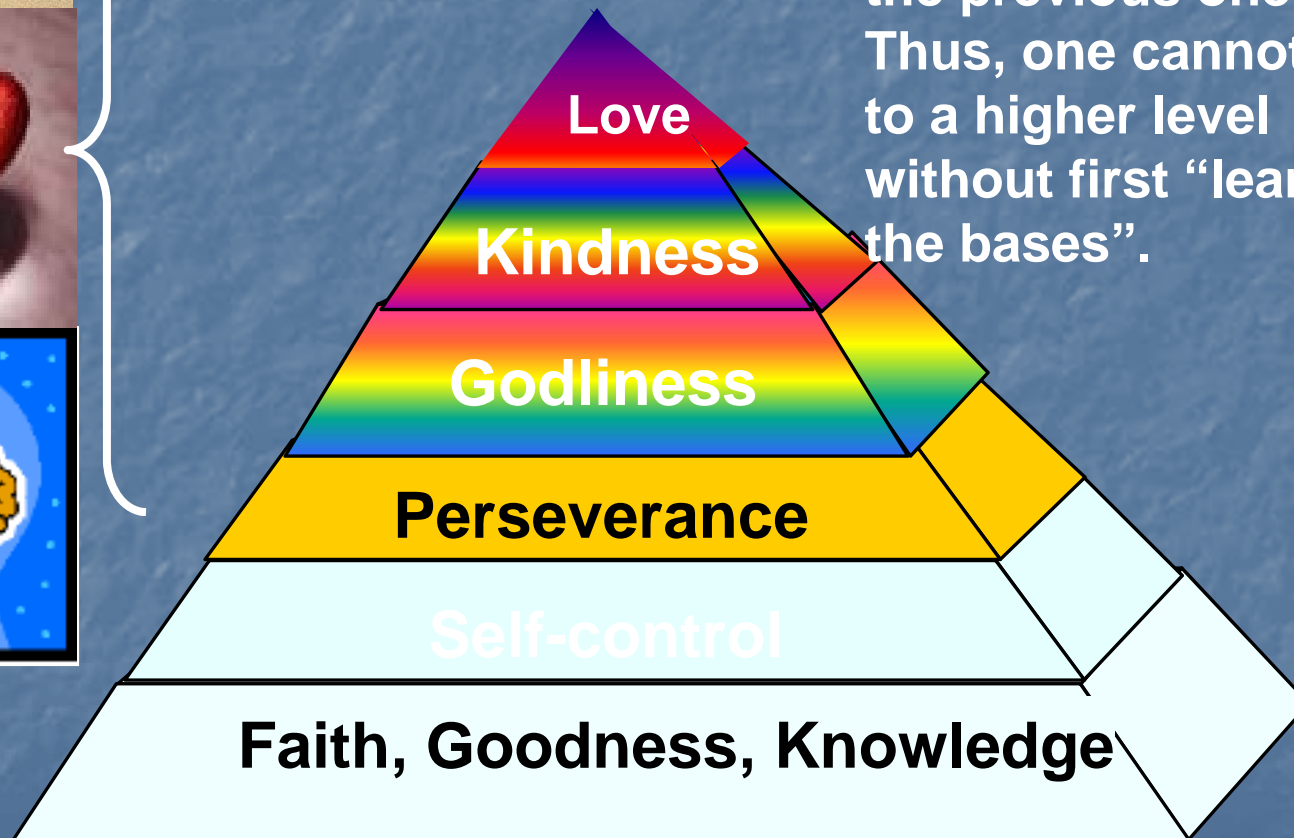 Thus, one cannot
to a higher level
without first “lear
the bases”.
Love
Kindness
Godliness
Perseverance
Self-control
Faith, Goodness, Knowledge